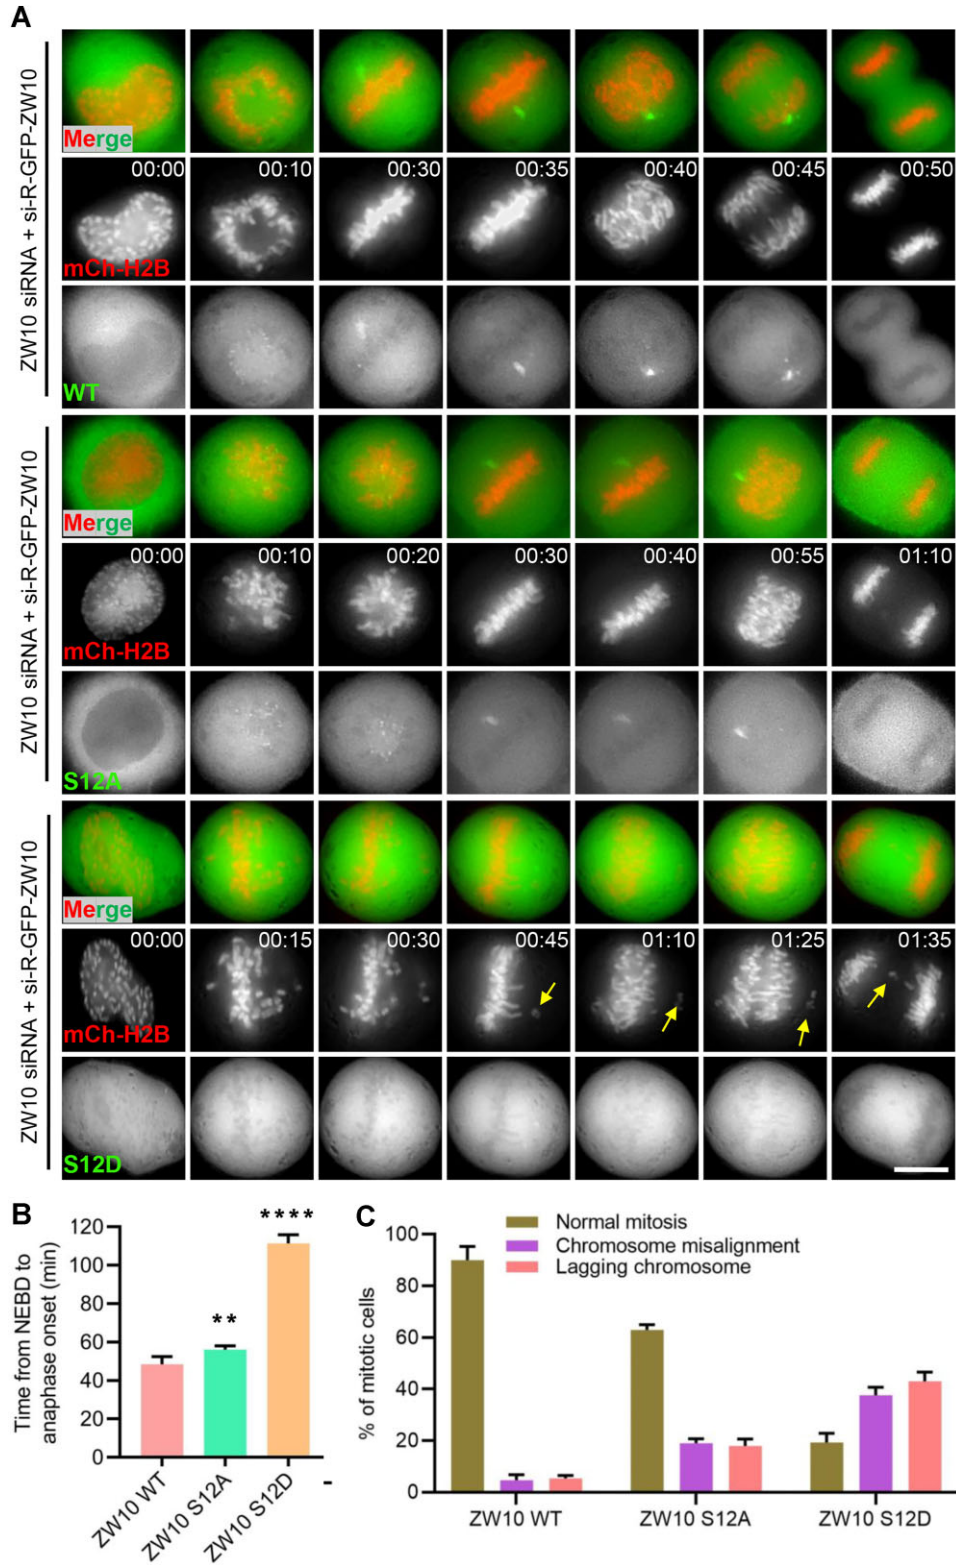 A
ZW10 siRNA + si-R-GFP-ZW10
Merge
00:00 00:10 00:30 00:35 00:40 00:45 00:50
mCh-H2B
WT
ZW10 siRNA + si-R-GFP-ZW10
Merge
00:00 00:10 00:20 00:30 00:40 00:55 01:10
mCh-H2B
S12A
ZW10 siRNA + si-R-GFP-ZW10
Merge
00:00 00:15 00:30 00:45 01:10 01:25 01:35
mCh-H2B
S12D
B
Time from NEBD to
anaphase onset (min)
120
100
80
60
40
20
0
**
****
ZW10 WT
ZW10 S12A
ZW10 S12D
-
C
Normal mitosis
Chromosome misalignment
Lagging chromosome
% of mitotic cells
100
80
60
40
20
0
ZW10 WT ZW10 S12A ZW10 S12D